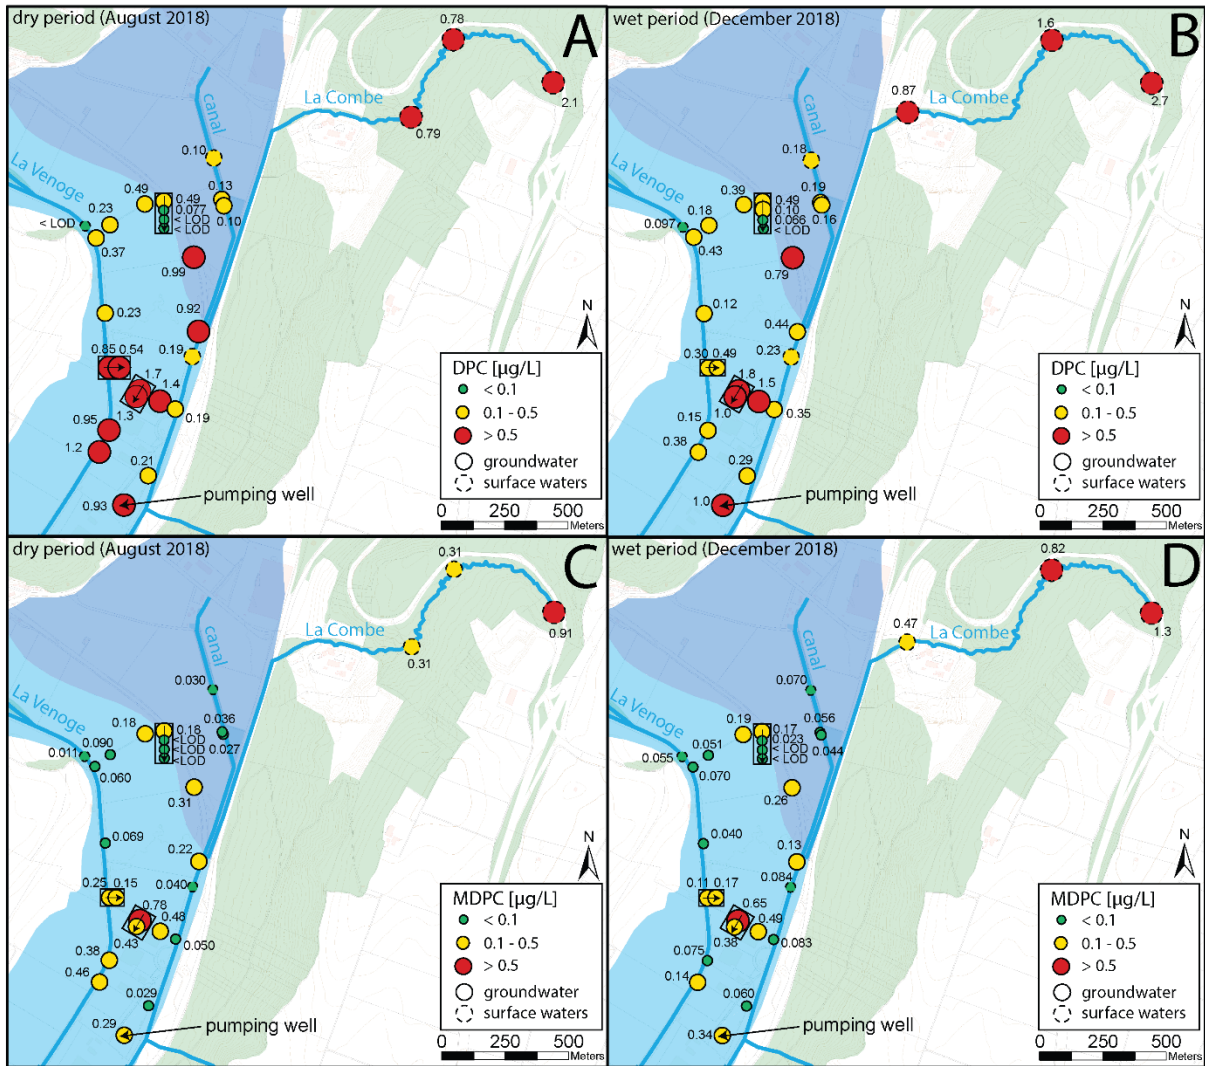 dry period (August 2018)
A
0.78
2.1
La Combe
0.79
canal
0.10
La Venoge
0.49
0.49
0.13
0.077
0.23
< LOD
< LOD
< LOD
0.10
0.37
0.99
0.23
0.92
0.19
0.85 0.54
1.7
1.4
1.3
0.19
0.95
1.2
0.21
0.93
pumping well
N
DPC [µg/L]
< 0.1
0.1 - 0.5
> 0.5
groundwater
surface waters
0 250 500
Meters
wet period (December 2018)
B
1.6
0.87
La Combe
2.7
0.18
0.39
0.49
0.19
0.10
0.18
0.066
0.16
0.097
< LOD
0.43
0.79
0.12
0.44
0.23
0.30 0.49
1.8
1.5
1.0
0.35
0.15
0.38
0.29
1.0
pumping well
N
DPC [µg/L]
< 0.1
0.1 - 0.5
> 0.5
groundwater
surface waters
0 250 500
Meters
dry period (August 2018)
C
0.31
La Combe
0.91
0.31
canal
0.030
La Venoge
0.18
0.18
0.036
<LOD
0.090
<LOD
0.027
0.011
<LOD
0.060
0.31
0.069
0.22
0.040
0.25 0.15
0.78
0.48
0.43
0.38
0.050
0.46
0.029
0.29
pumping well
N
MDPC [µg/L]
< 0.1
0.1 - 0.5
> 0.5
groundwater
surface waters
0 250 500
Meters
wet period (December 2018)
D
0.82
0.47
La Combe
1.3
0.070
0.19
0.17
0.056
0.023
0.051
< LOD
0.044
0.055
< LOD
0.070
0.26
0.040
0.13
0.084
0.11 0.17
0.65
0.49
0.38
0.083
0.075
0.14
0.060
0.34
pumping well
N
MDPC [µg/L]
< 0.1
0.1 - 0.5
> 0.5
groundwater
surface waters
0 250 500
Meters